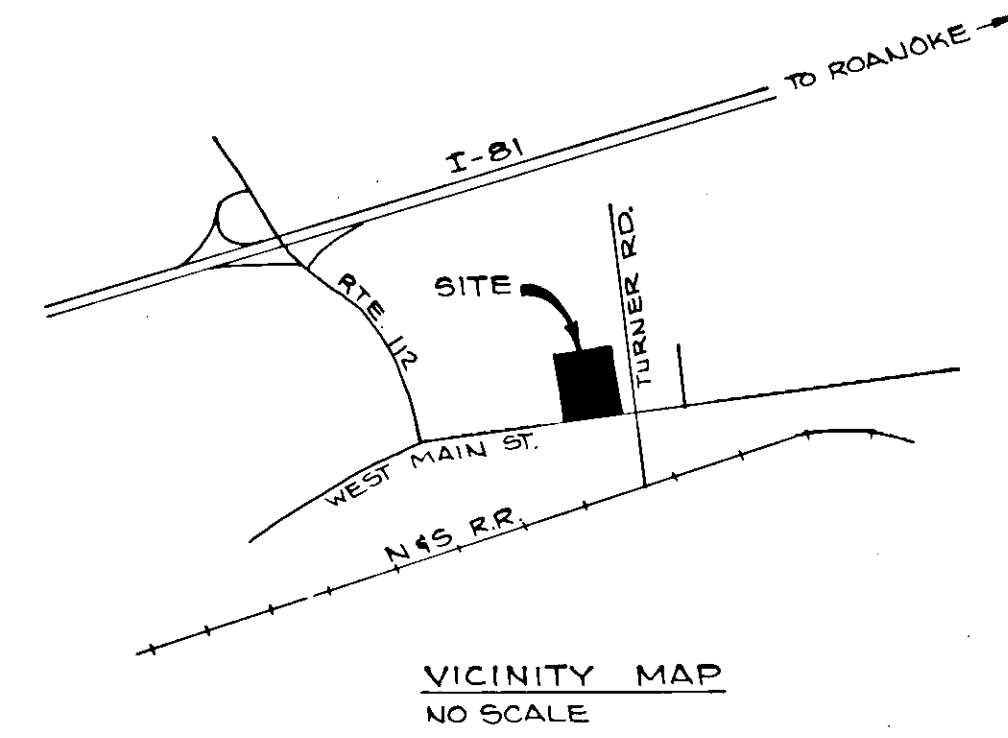 TO ROANOKE
I-81
TURNER RD.
SITE
RTE. 112
WEST MAIN ST.
N & S R.R.
VICINITY MAP
NO SCALE